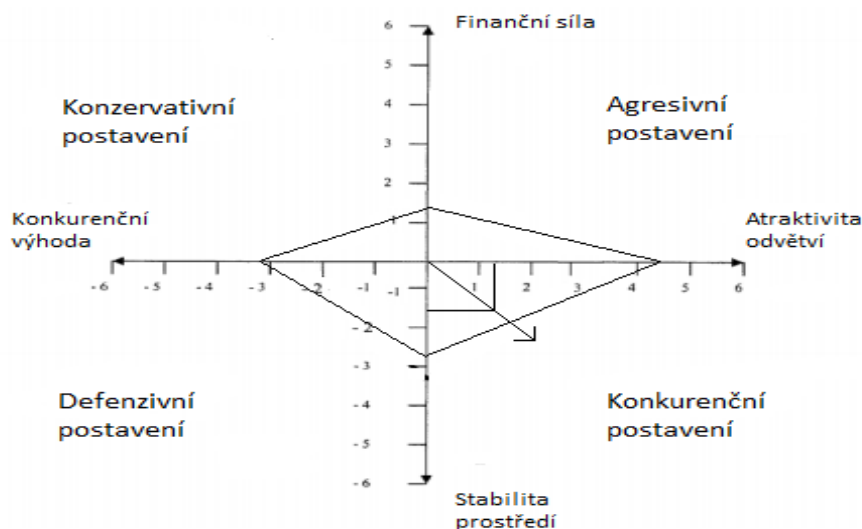 6
Finanční síla
5
4
Konzervativní
postavení
Agresivní
postavení
3
2
1
Konkurenční
výhoda
Atraktivita
odvětví
-6 -5 -4 -3 -2 -1 1 2 3 4 5 6
-1
-2
-3
Defenzivní
postavení
Konkurenční
postavení
-4
-5
-6
Stabilita
prostředí